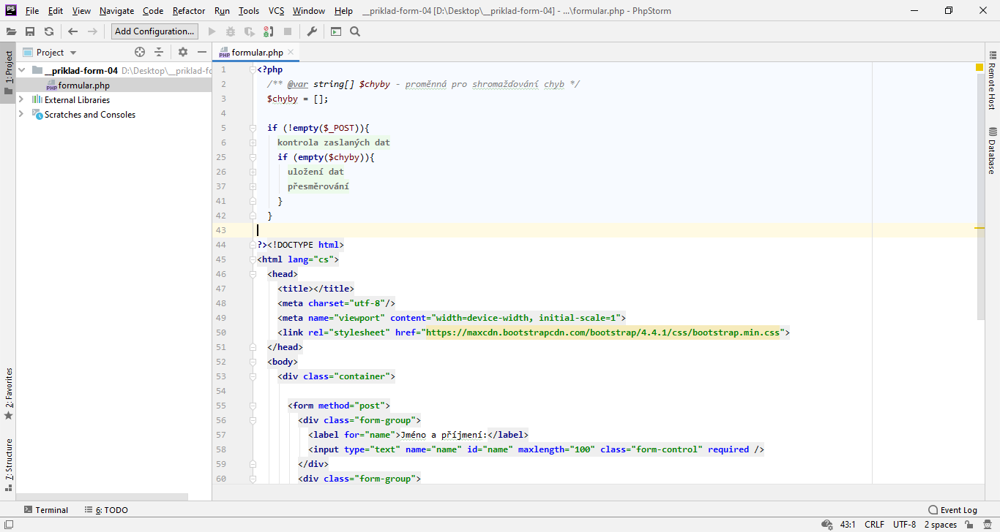 PS File Edit View Navigate Code Refactor Run Tools VCS Window Help __priklad-form-04 [D:\Desktop\__priklad-form-04] - ...\formular.php - PhpStorm
Add Configuration...
1: Project
Project
formular.php
__priklad-form-04 D:\Desktop\__priklad-fo
formular.php
External Libraries
Scratches and Consoles
1 <?php
2 /** @var string[] $chyby - proměnná pro shromažďování chyb */
3 $chyby = [];
4
5 if (!empty($_POST)){
6 kontrola zaslaných dat
25 if (empty($chyby)){
26 uložení dat
37 přesměrování
41 }
42 }
43
44 ?><!DOCTYPE html>
45 <html lang="cs">
46 <head>
47 <title></title>
48 <meta charset="utf-8"/>
49 <meta name="viewport" content="width=device-width, initial-scale=1">
50 <link rel="stylesheet" href="https://maxcdn.bootstrapcdn.com/bootstrap/4.4.1/css/bootstrap.min.css">
51 </head>
52 <body>
53 <div class="container">
54
55 <form method="post">
56 <div class="form-group">
57 <label for="name">Jméno a příjmení:</label>
58 <input type="text" name="name" id="name" maxlength="100" class="form-control" required />
59 </div>
60 <div class="form-group">
Remote Host
Database
2: Favorites
7: Structure
Terminal 6: TODO Event Log
43:1 CRLF UTF-8 2 spaces